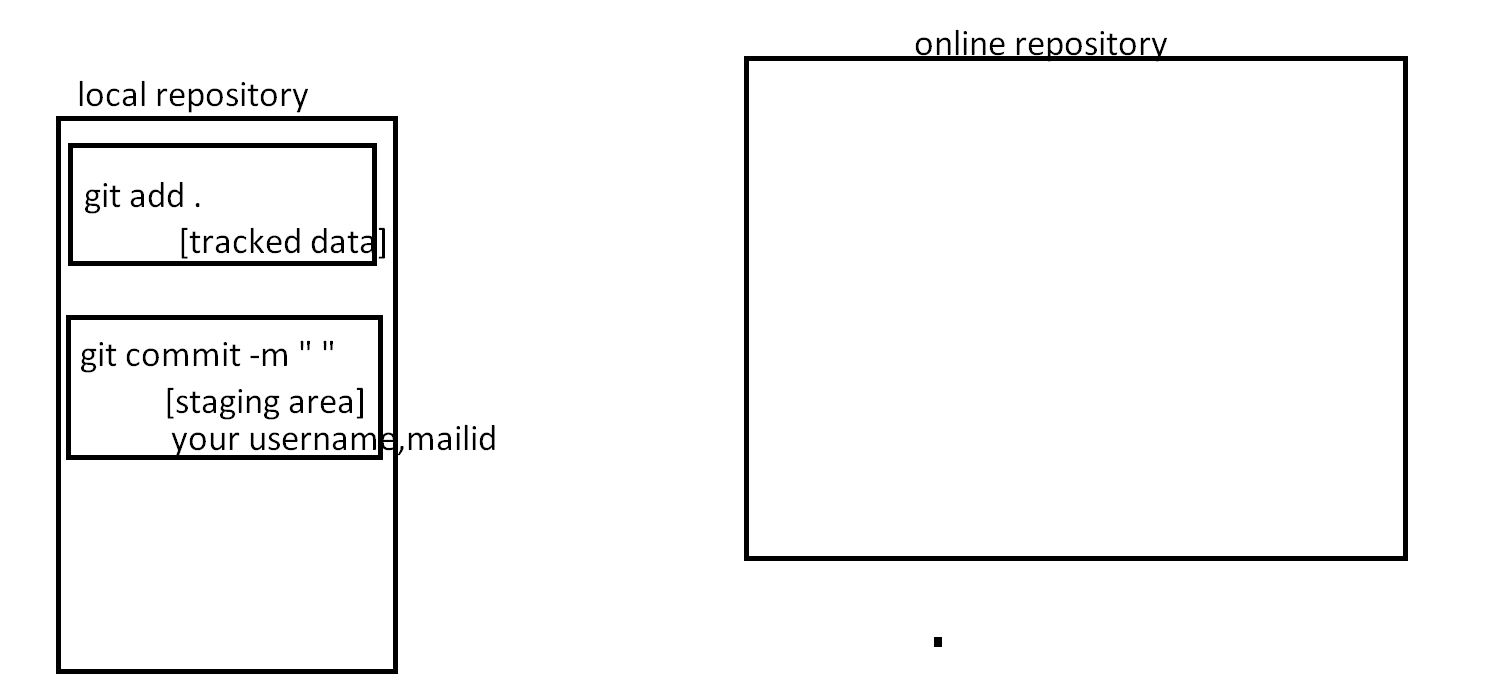 online repository
local repository
git add .
[tracked data]
git commit -m " "
[staging area]
your username,mailid